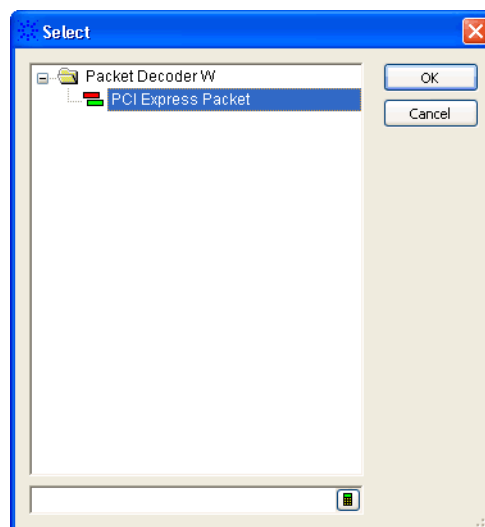 Select
Packet Decoder W
PCI Express Packet
OK
Cancel